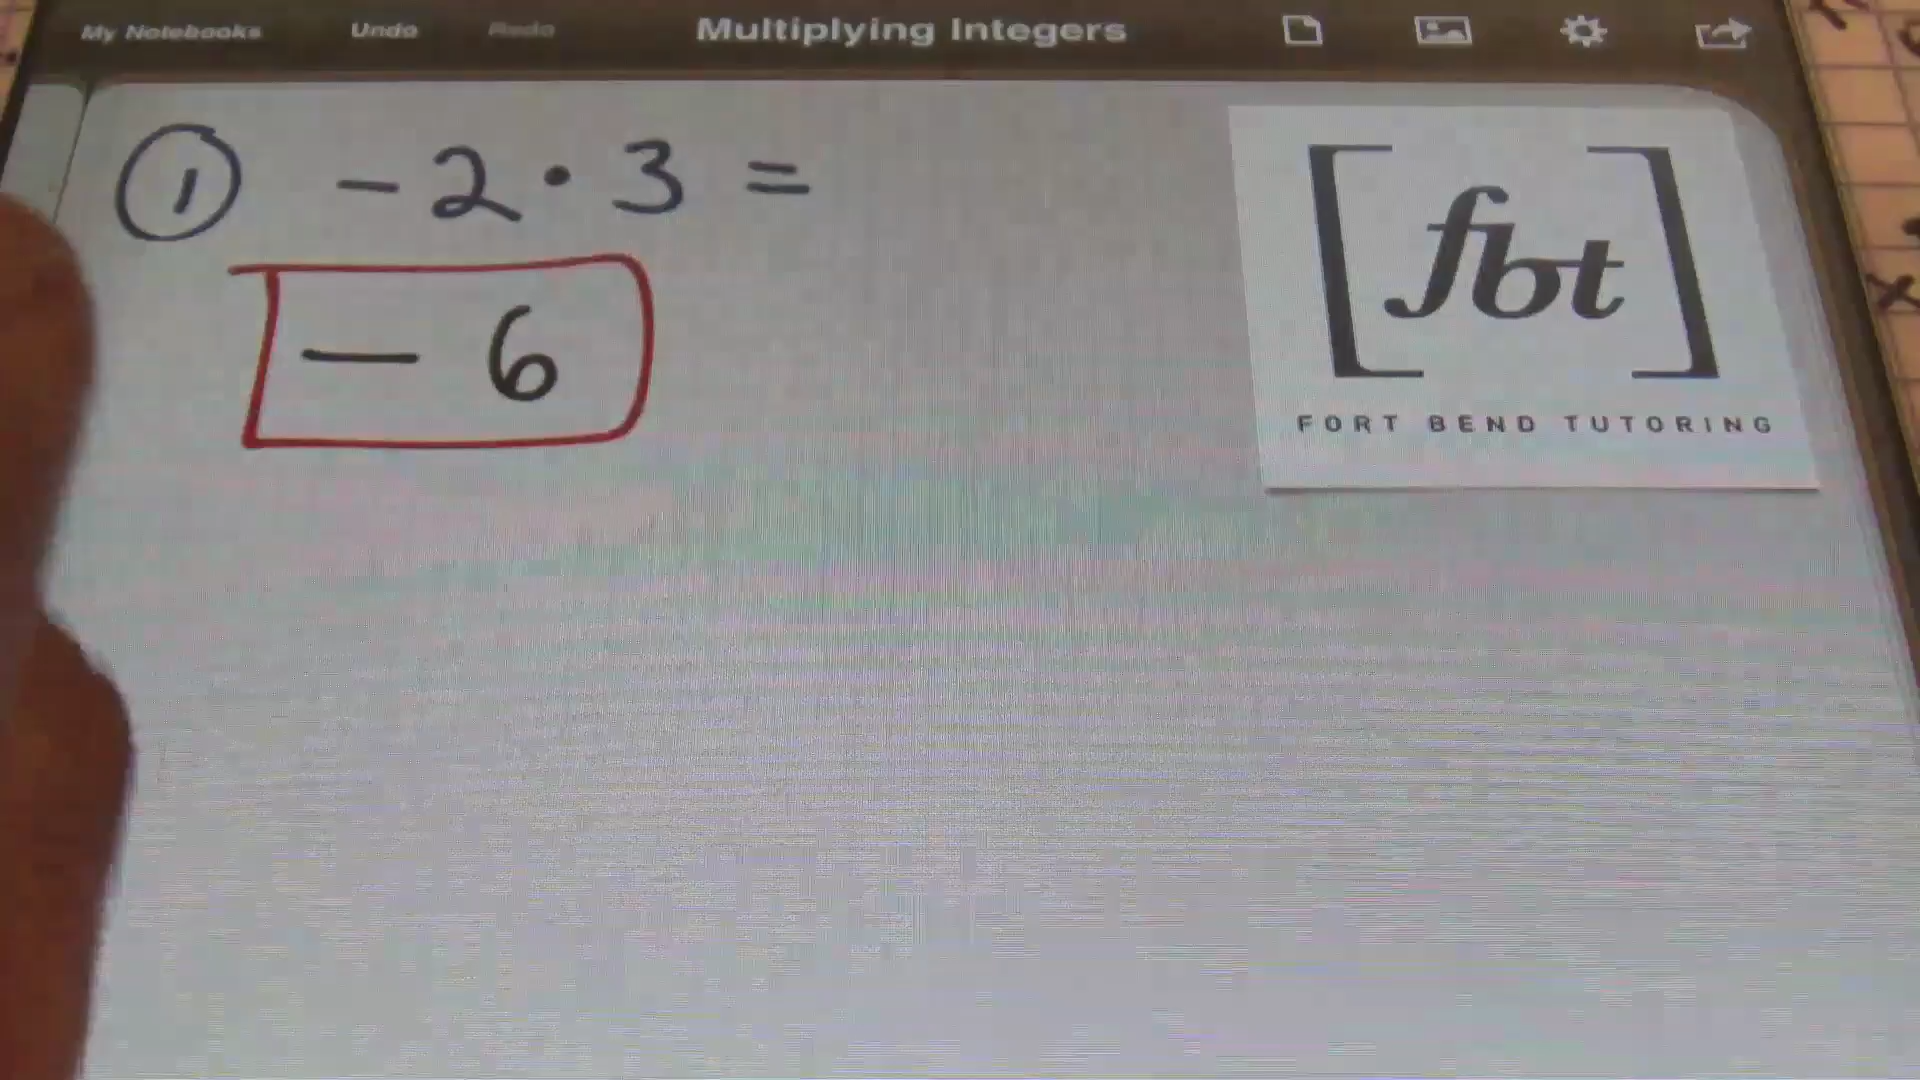 My Notebooks Undo Redo Multiplying Integers
① -2·3=
-6
[fbt]
FORT BEND TUTORING